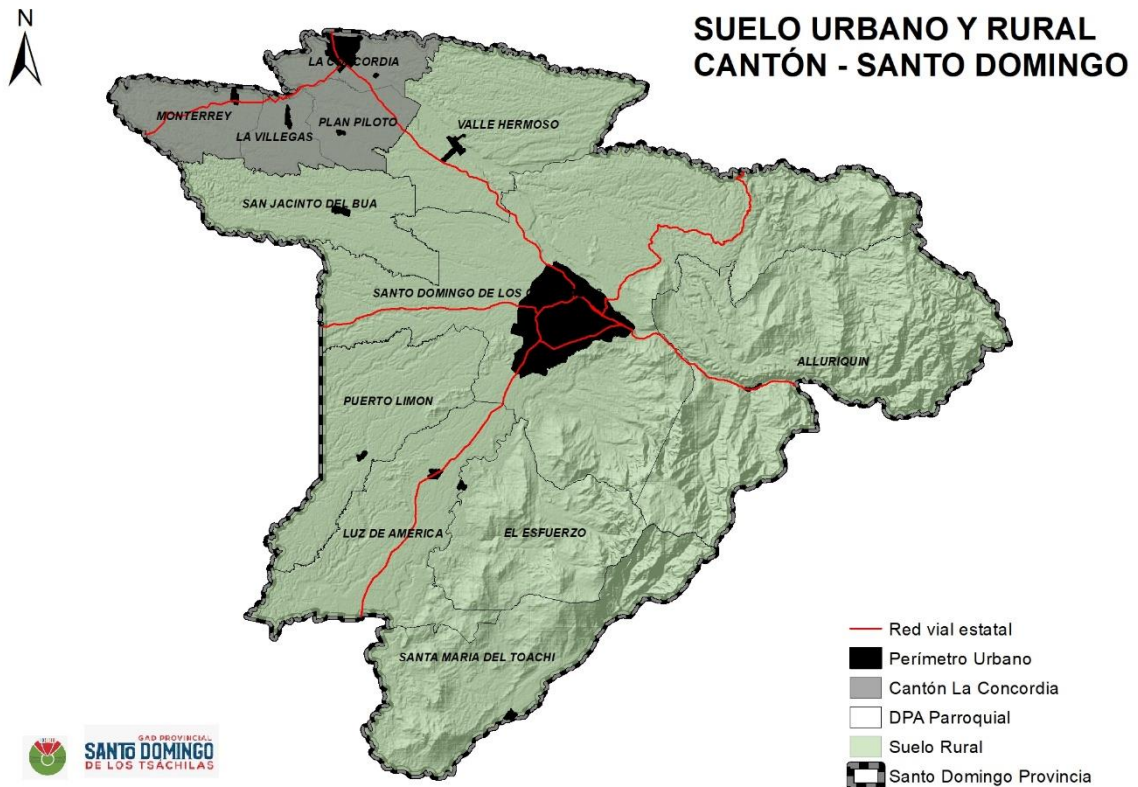 N
SUELO URBANO Y RURAL
CANTÓN - SANTO DOMINGO
LA CONCORDIA
MONTERREY
LA VILLEGAS
PLAN PILOTO
VALLE HERMOSO
SAN JACINTO DEL BUA
SANTO DOMINGO DE LOS
ALLURIQUIN
PUERTO LIMON
LUZ DE AMERICA
EL ESFUERZO
SANTA MARIA DEL TOACHI
Red vial estatal
Perímetro Urbano
Cantón La Concordia
DPA Parroquial
Suelo Rural
Santo Domingo Provincia
GAD PROVINCIAL
SANTO DOMINGO
DE LOS TSÁCHILAS